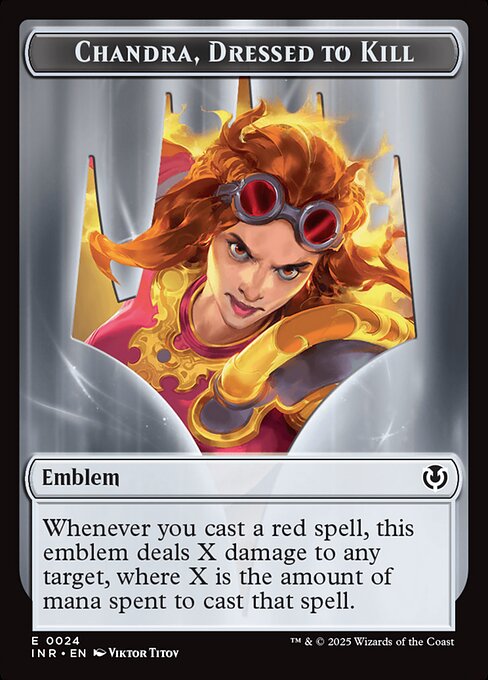 Chandra, Dressed to Kill
Emblem
Whenever you cast a red spell, this
emblem deals X damage to any
target, where X is the amount of
mana spent to cast that spell.
E 0024
INR • EN Viktor Titov
™ & © 2025 Wizards of the Coast